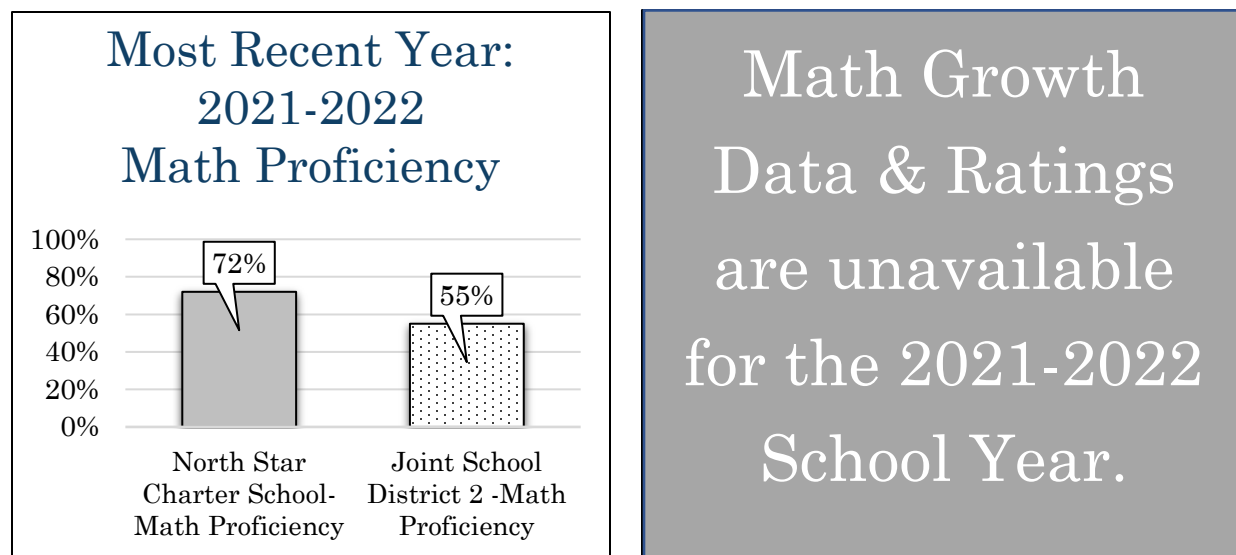 Most Recent Year:
2021-2022
Math Proficiency
100%
80%
60%
40%
20%
0%
72%
55%
North Star
Charter School-
Math Proficiency
Joint School
District 2 -Math
Proficiency
Math Growth
Data & Ratings
are unavailable
for the 2021-2022
School Year.